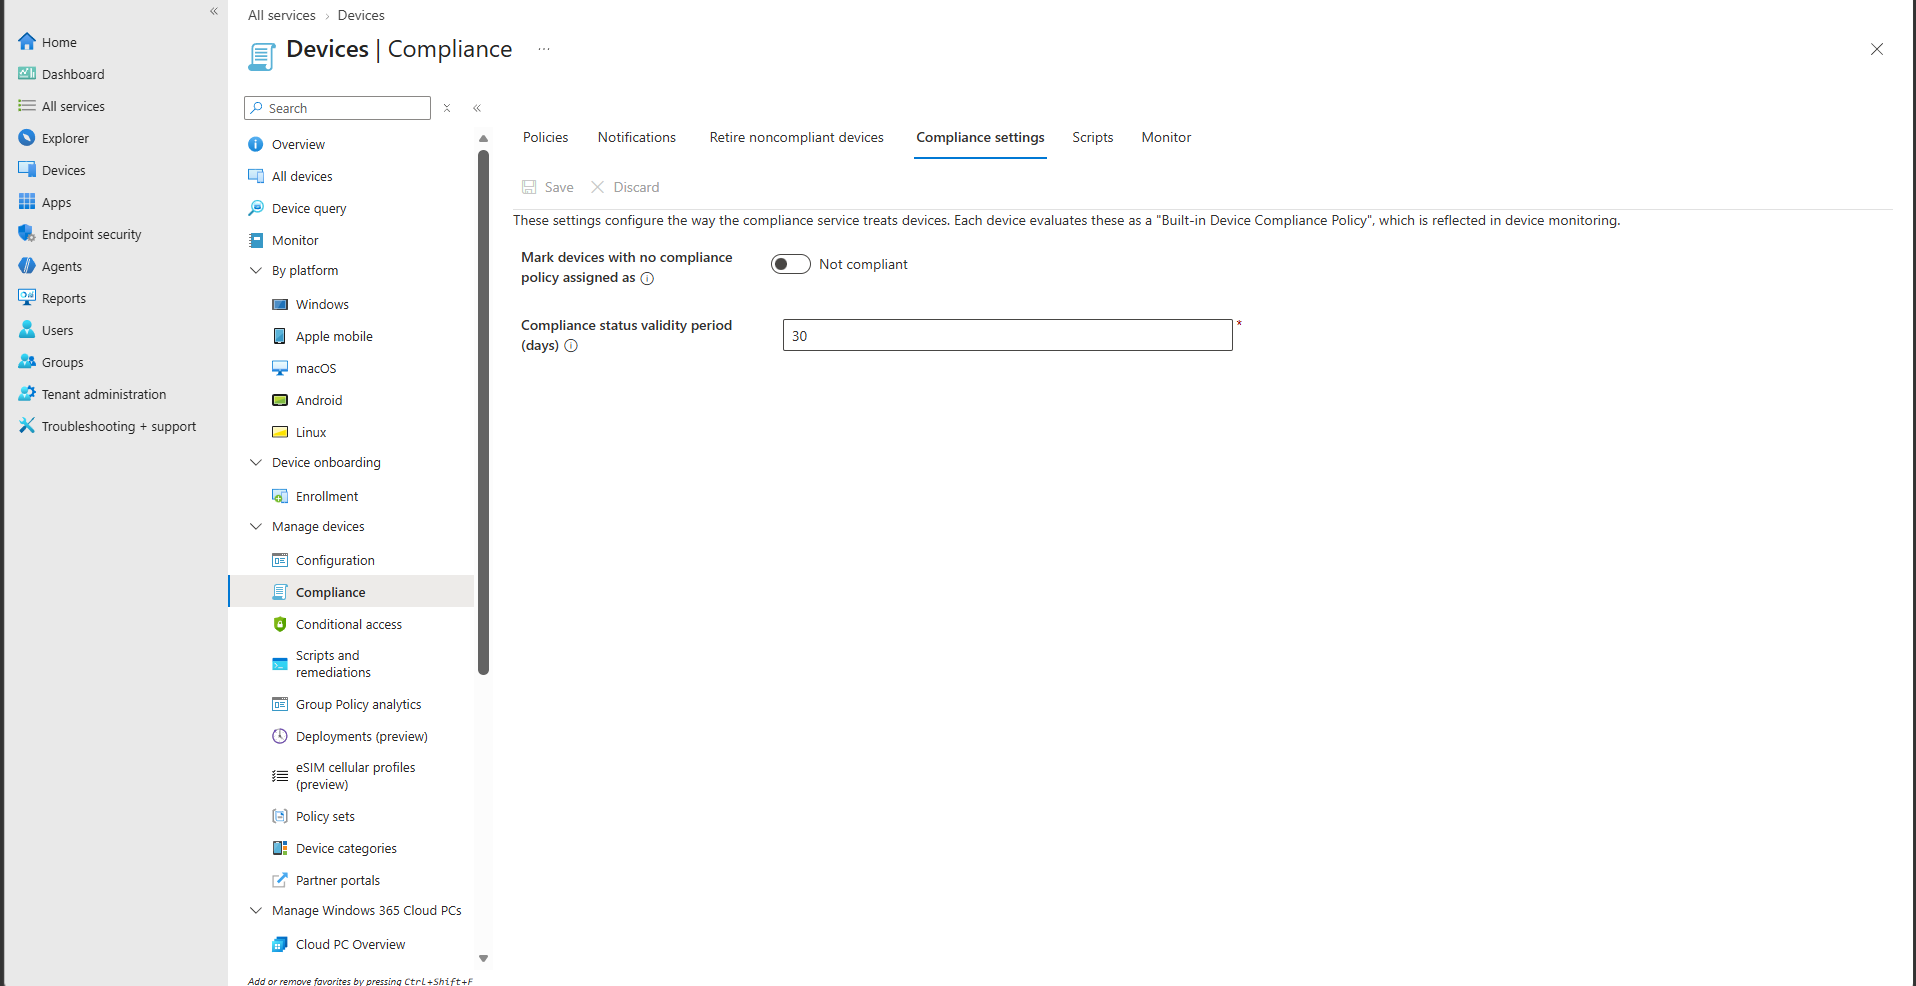 All services › Devices
Devices | Compliance ...
Home
Dashboard
All services
Explorer
Devices
Apps
Endpoint security
Agents
Reports
Users
Groups
Tenant administration
Troubleshooting + support
Search
Overview
All devices
Device query
Monitor
By platform
Windows
Apple mobile
macOS
Android
Linux
Device onboarding
Enrollment
Manage devices
Configuration
Compliance
Conditional access
Scripts and
remediations
Group Policy analytics
Deployments (preview)
eSIM cellular profiles
(preview)
Policy sets
Device categories
Partner portals
Manage Windows 365 Cloud PCs
Cloud PC Overview
Add or remove favorites by pressing Ctrl+Shift+F
Policies Notifications Retire noncompliant devices Compliance settings Scripts Monitor
Save Discard
These settings configure the way the compliance service treats devices. Each device evaluates these as a "Built-in Device Compliance Policy", which is reflected in device monitoring.
Mark devices with no compliance
policy assigned as
Not compliant
Compliance status validity period
(days)
30 *